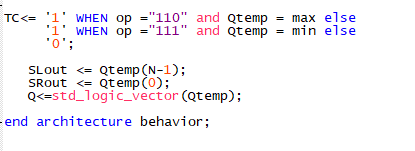 TC<= '1' WHEN op ="110" and Qtemp = max else
'1' WHEN op ="111" and Qtemp = min else
'0';
SLout <= Qtemp(N-1);
SRout <= Qtemp(0);
Q<=std_logic_vector(Qtemp);
end architecture behavior;